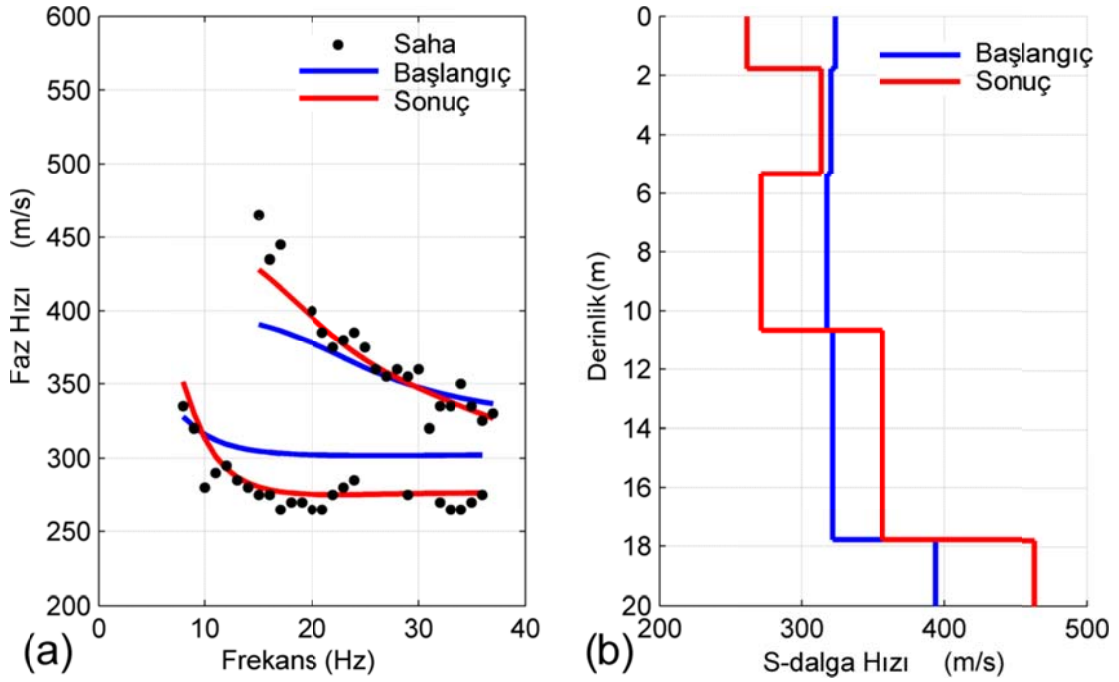 600
550
500
450
400
350
300
250
200
0
10
20
30
40
Faz Hızı (m/s)
Frekans (Hz)
Saha
Başlangıç
Sonuç
(a)
0
2
4
6
8
10
12
14
16
18
20
200
300
400
500
Derinlik(m)
S-dalga Hızı (m/s)
Başlangıç
Sonuç
(b)